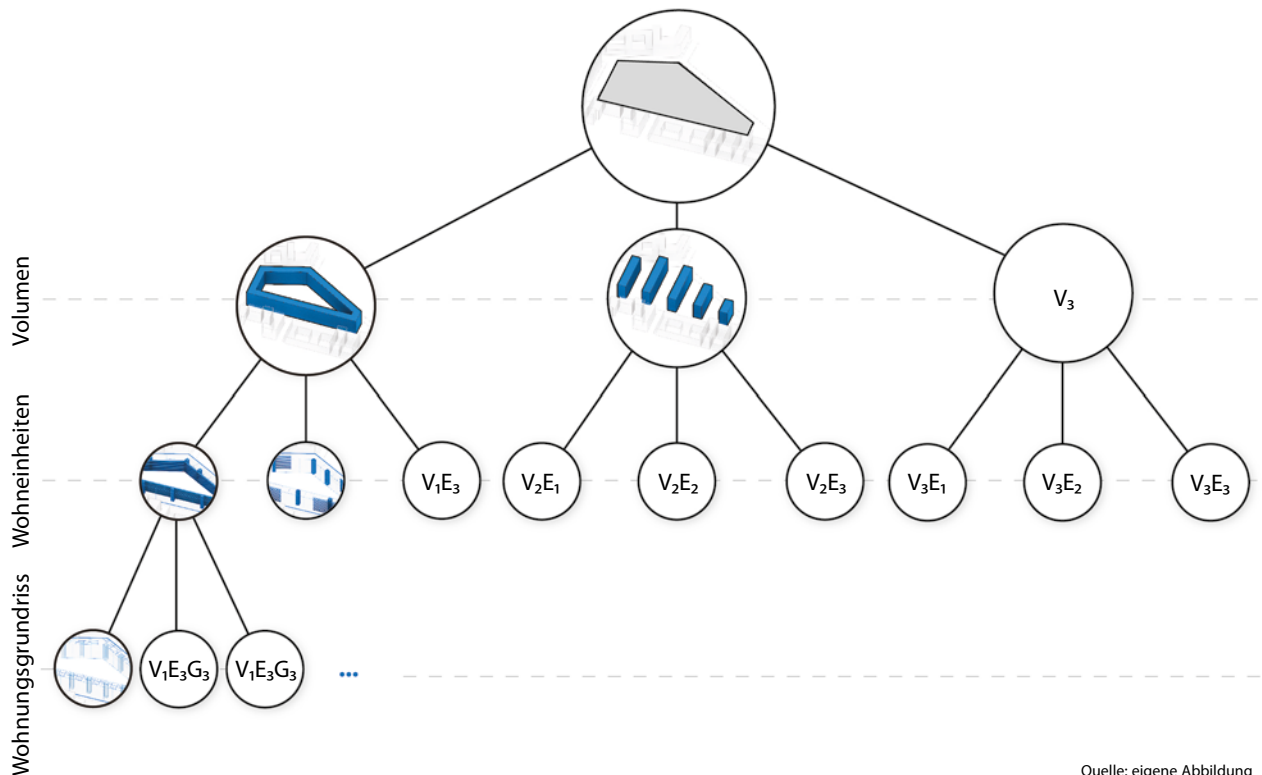 Volumen
V₃
Wohneinheiten
V₁E₃
V₂E₁
V₂E₂
V₂E₃
V₃E₁
V₃E₂
V₃E₃
Wohnungsgrundriss
V₁E₃G₃
V₁E₃G₃
...
Quelle: eigene Abbildung